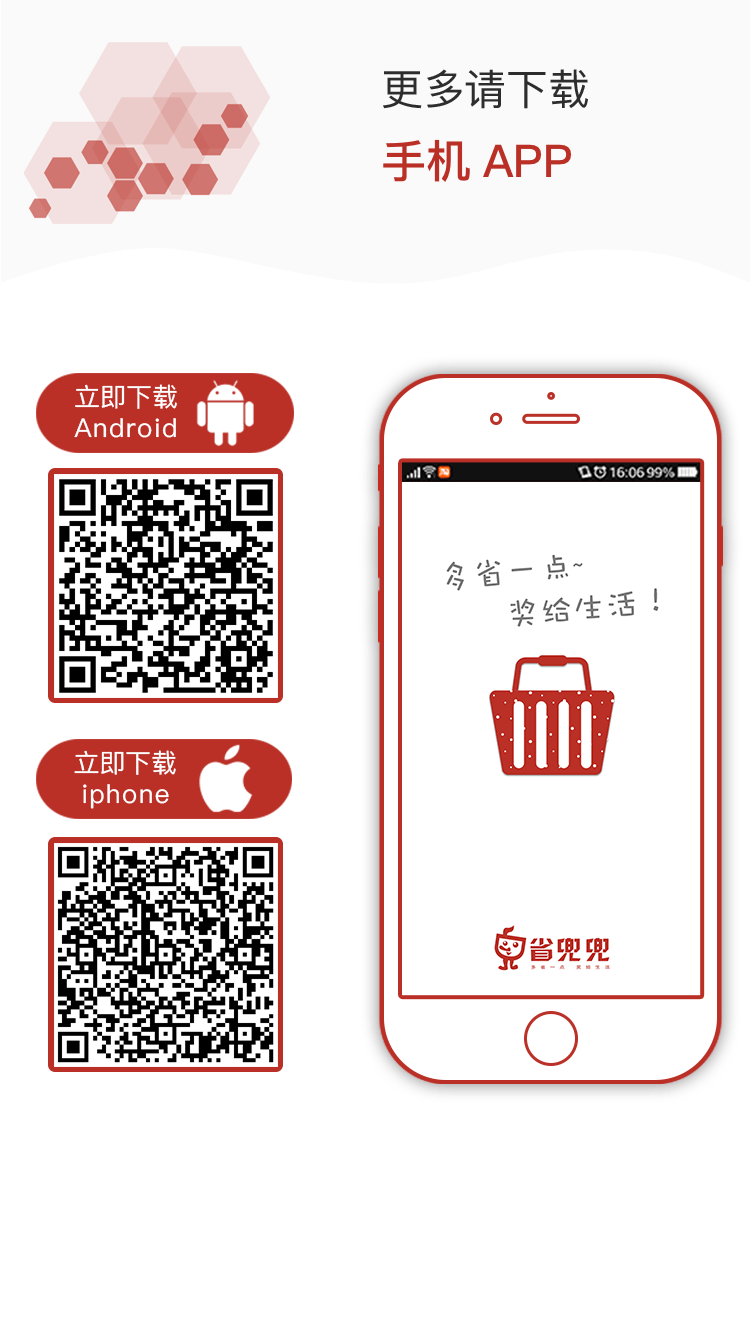 更多请下载
手机 APP
立即下载
Android
立即下载
iphone
16:06 99%
多省一点~
奖给生活！
省兜兜
多省一点 奖给生活